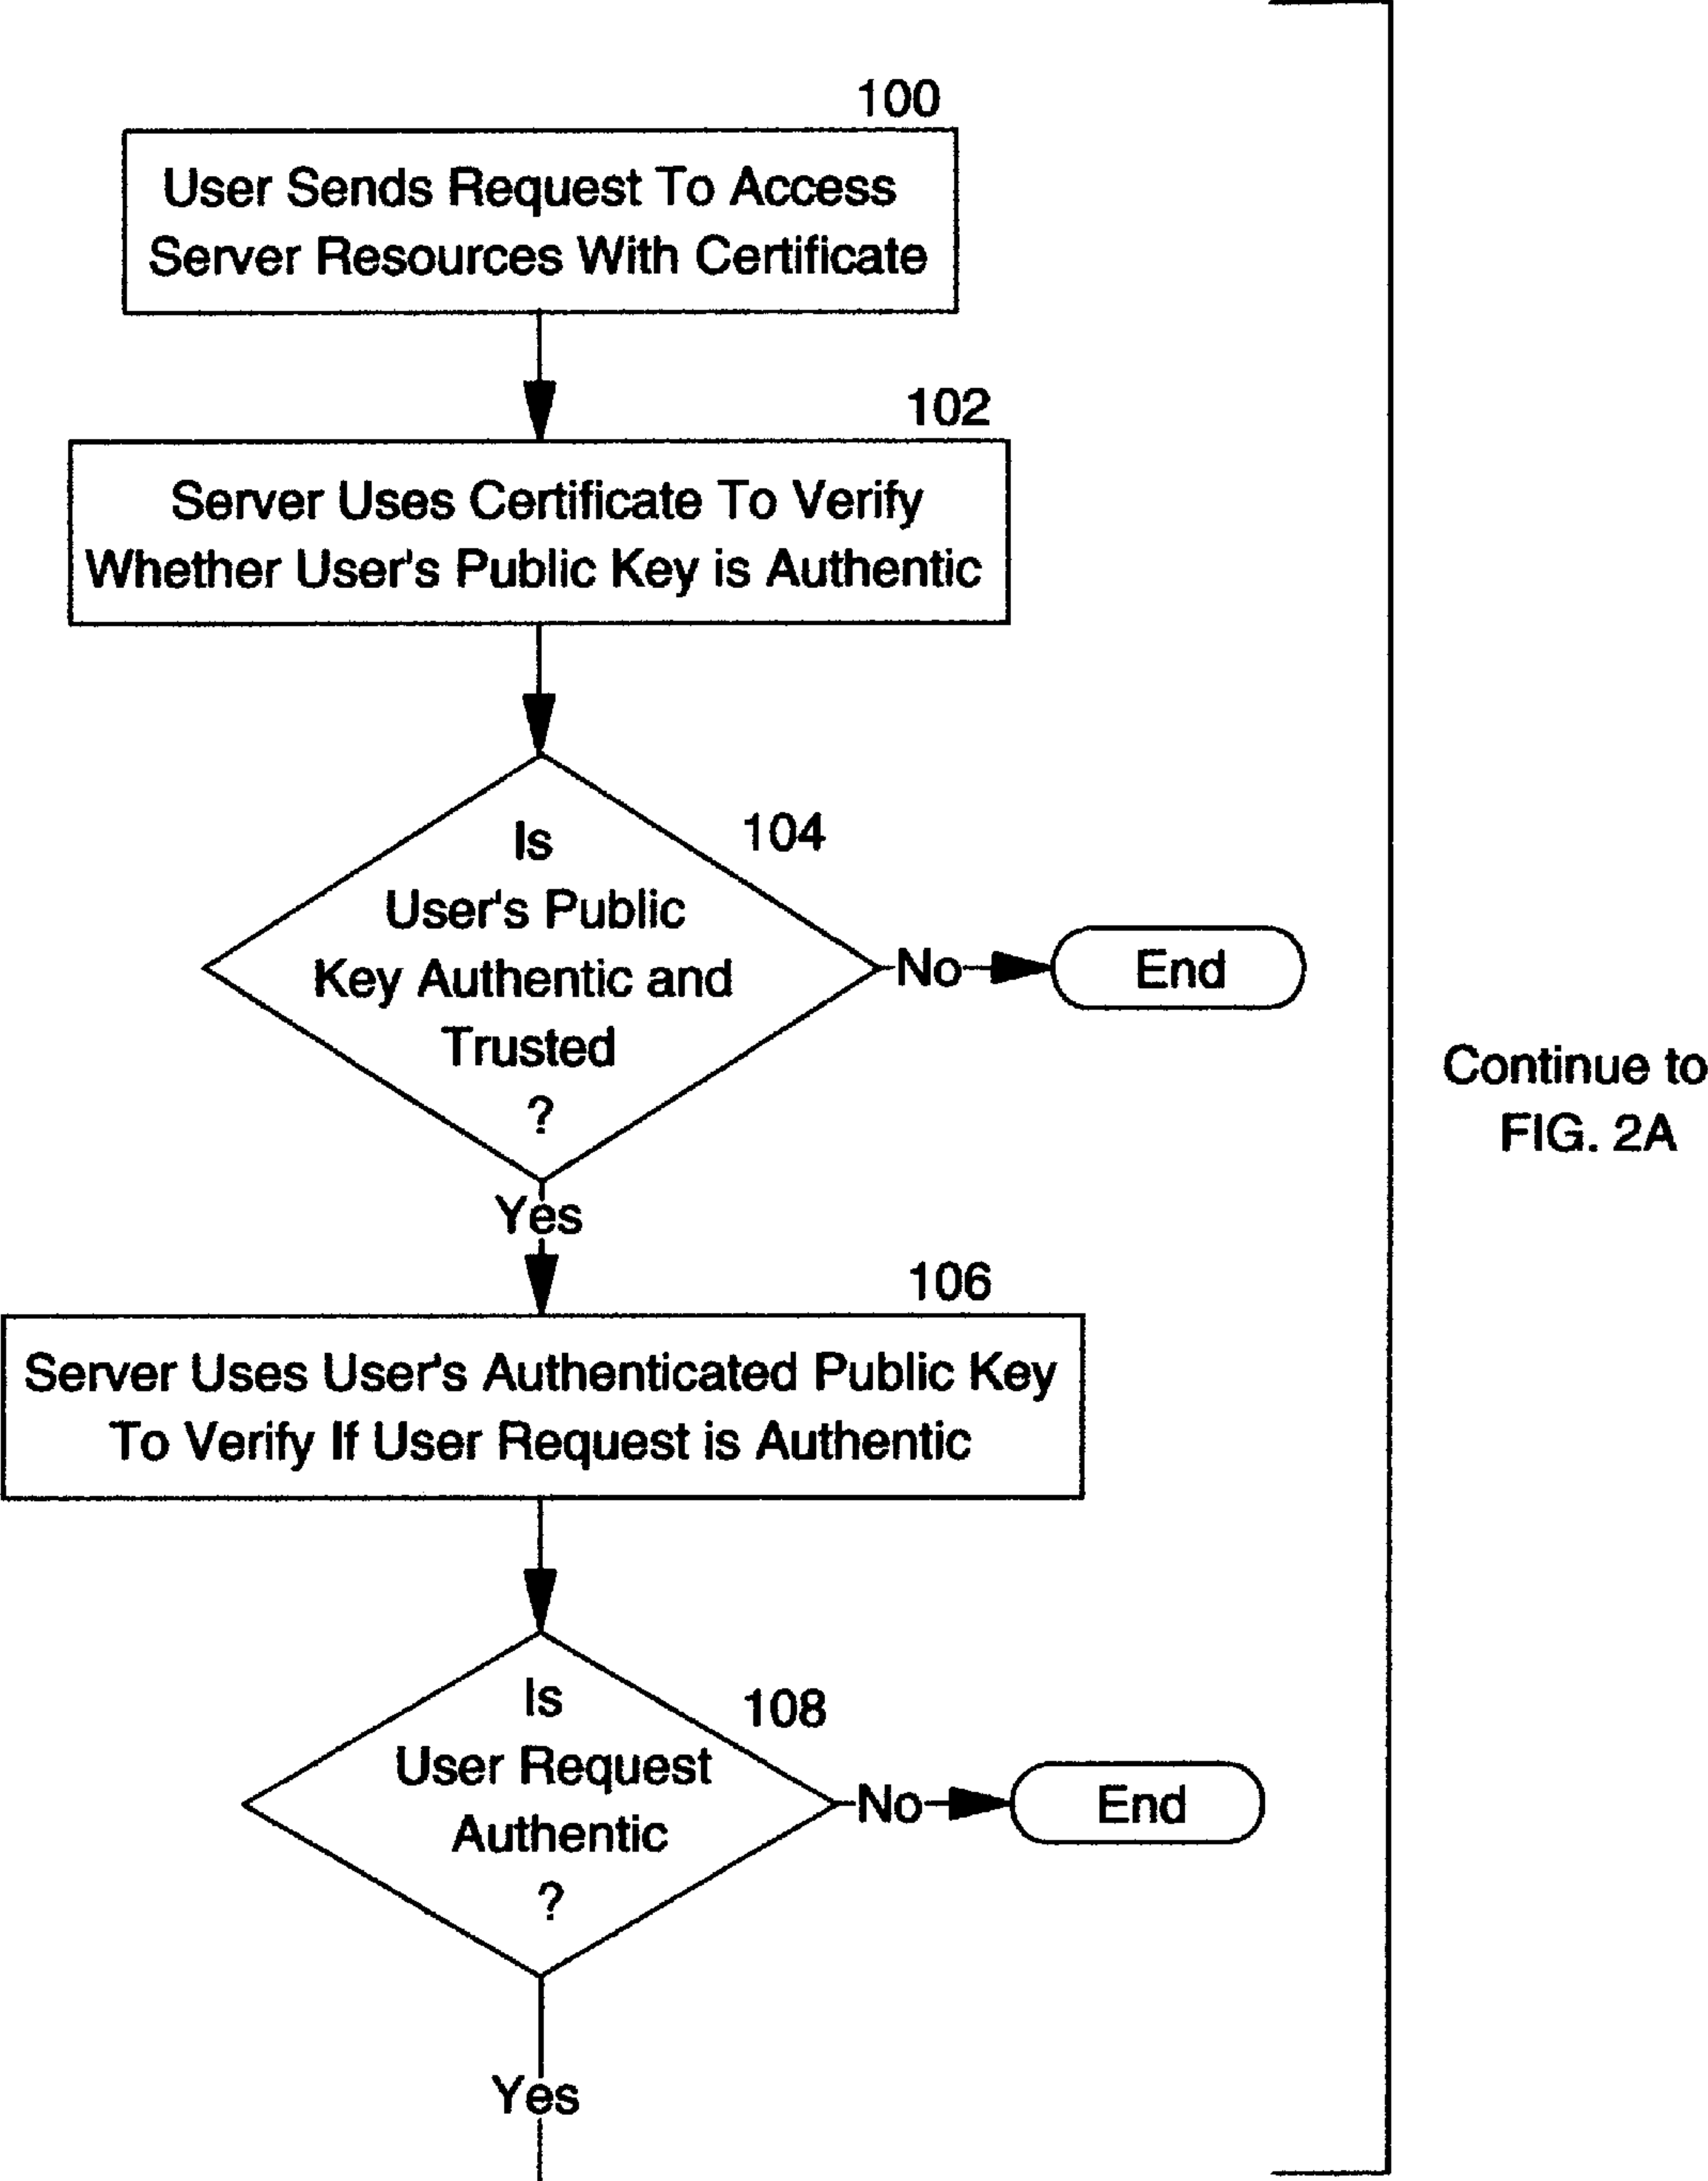 100
User Sends Request To Access
Server Resources With Certificate
102
Server Uses Certificate To Verify
Whether User's Public Key is Authentic
104
Is
User's Public
Key Authentic and
Trusted
?
No
End
Yes
Continue to
FIG. 2A
106
Server Uses User's Authenticated Public Key
To Verify If User Request is Authentic
108
Is
User Request
Authentic
?
No
End
Yes